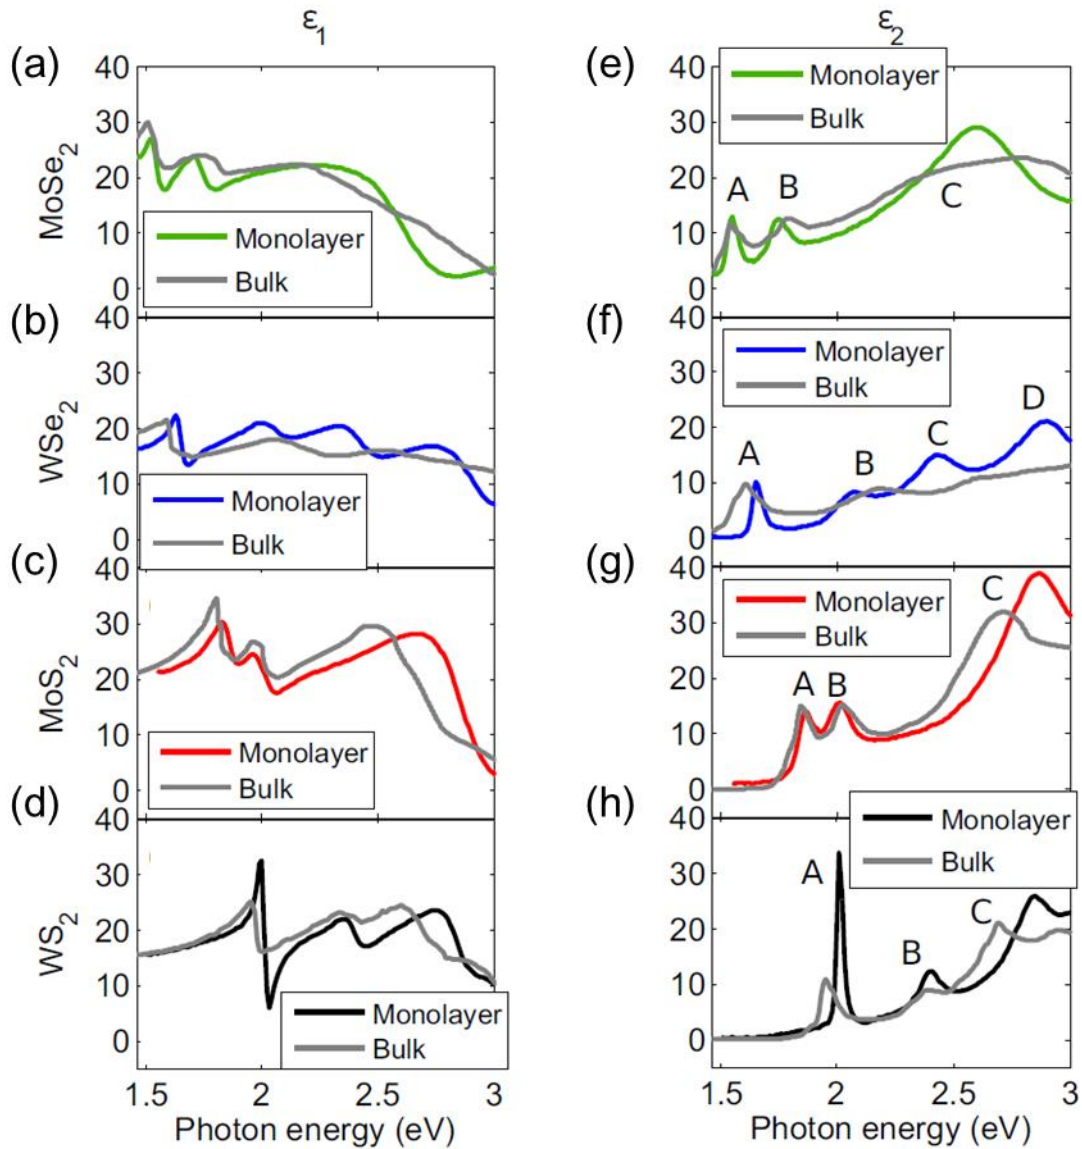 ε₁
ε₂
(a)
40
30
20
10
0
MoSe₂
Monolayer
Bulk
(e)
40
30
20
10
0
Monolayer
Bulk
A
B
C
(b)
40
30
20
10
0
WSe₂
Monolayer
Bulk
(f)
40
30
20
10
0
Monolayer
Bulk
A
B
C
D
(c)
40
30
20
10
0
MoS₂
Monolayer
Bulk
(g)
40
30
20
10
0
Monolayer
Bulk
A
B
C
(d)
40
30
20
10
0
WS₂
Monolayer
Bulk
(h)
40
30
20
10
0
Monolayer
Bulk
A
B
C
1.5 2 2.5 3
Photon energy (eV)
1.5 2 2.5 3
Photon energy (eV)